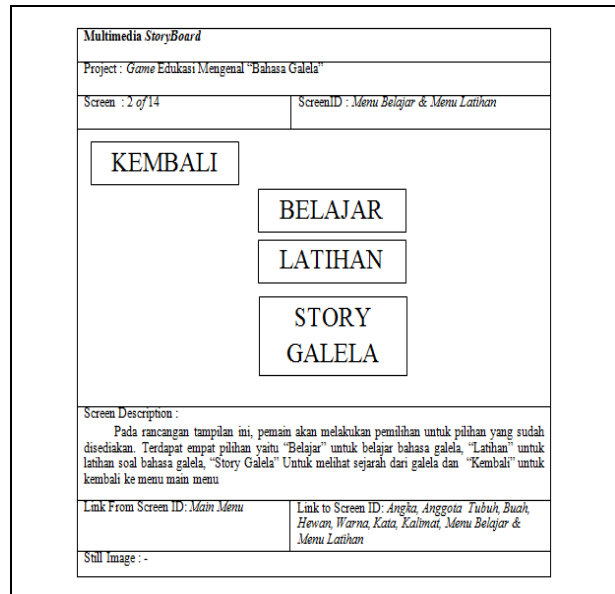 Multimedia StoryBoard
Project : Game Edukasi Mengenal “Bahasa Galela”
Screen : 2 of 14
ScreenID : Menu Belajar & Menu Latihan
KEMBALI
BELAJAR
LATIHAN
STORY
GALELA
Screen Description :
Pada rancangan tampilan ini, pemain akan melakukan pemilihan untuk pilihan yang sudah
disediakan. Terdapat empat pilihan yaitu “Belajar” untuk belajar bahasa galela, “Latihan” untuk
latihan soal bahasa galela, “Story Galela” Untuk melihat sejarah dari galela dan “Kembali” untuk
kembali ke menu main menu
Link From Screen ID: Main Menu
Link to Screen ID: Angka, Anggota Tubuh, Buah,
Hewan, Warna, Kata, Kalimat, Menu Belajar &
Menu Latihan
Still Image : -